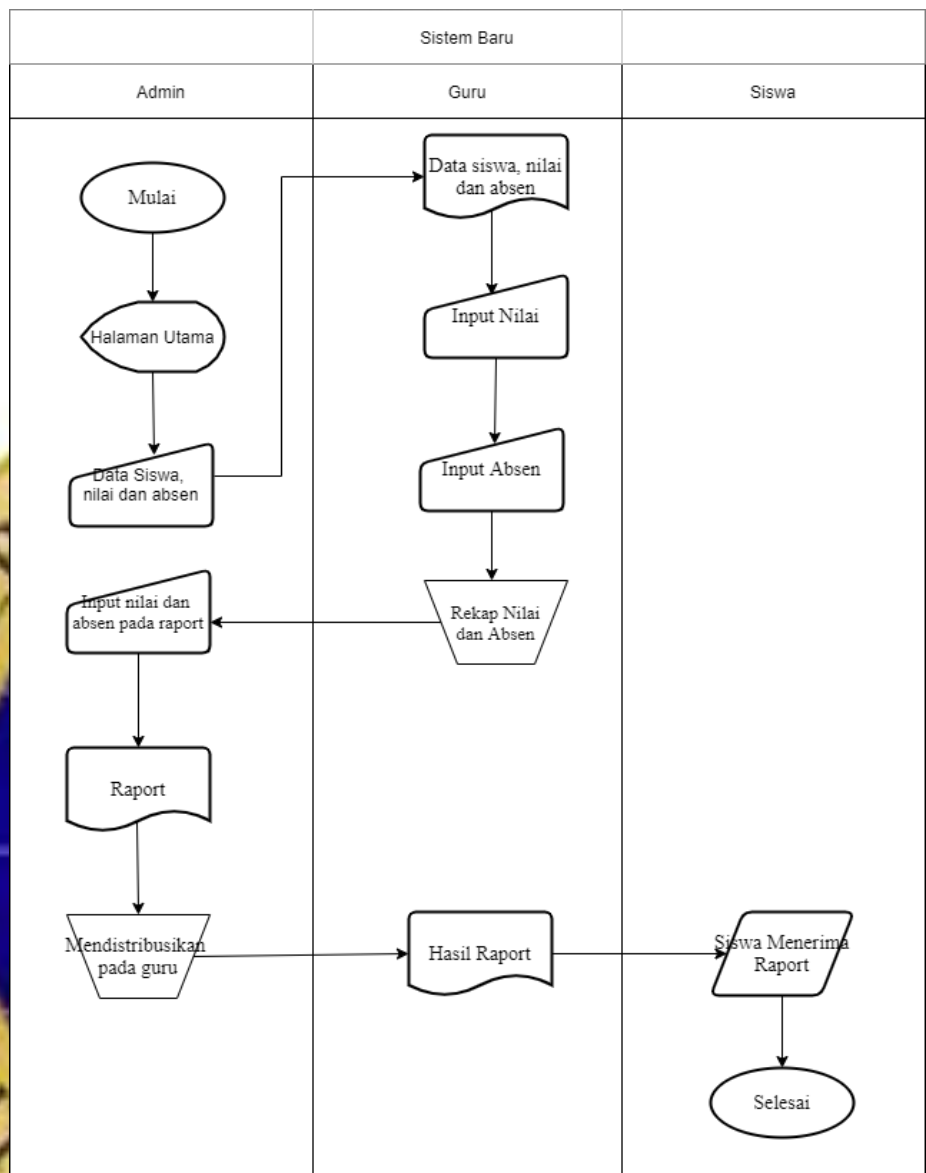 Sistem Baru
Admin
Guru
Siswa
Mulai
Halaman Utama
Data Siswa,
nilai dan absen
Data siswa, nilai
dan absen
Input Nilai
Input Absen
Rekap Nilai
dan Absen
Input nilai dan
absen pada raport
Raport
Mendistribusikan
pada guru
Hasil Raport
Siswa Menerima
Raport
Selesai